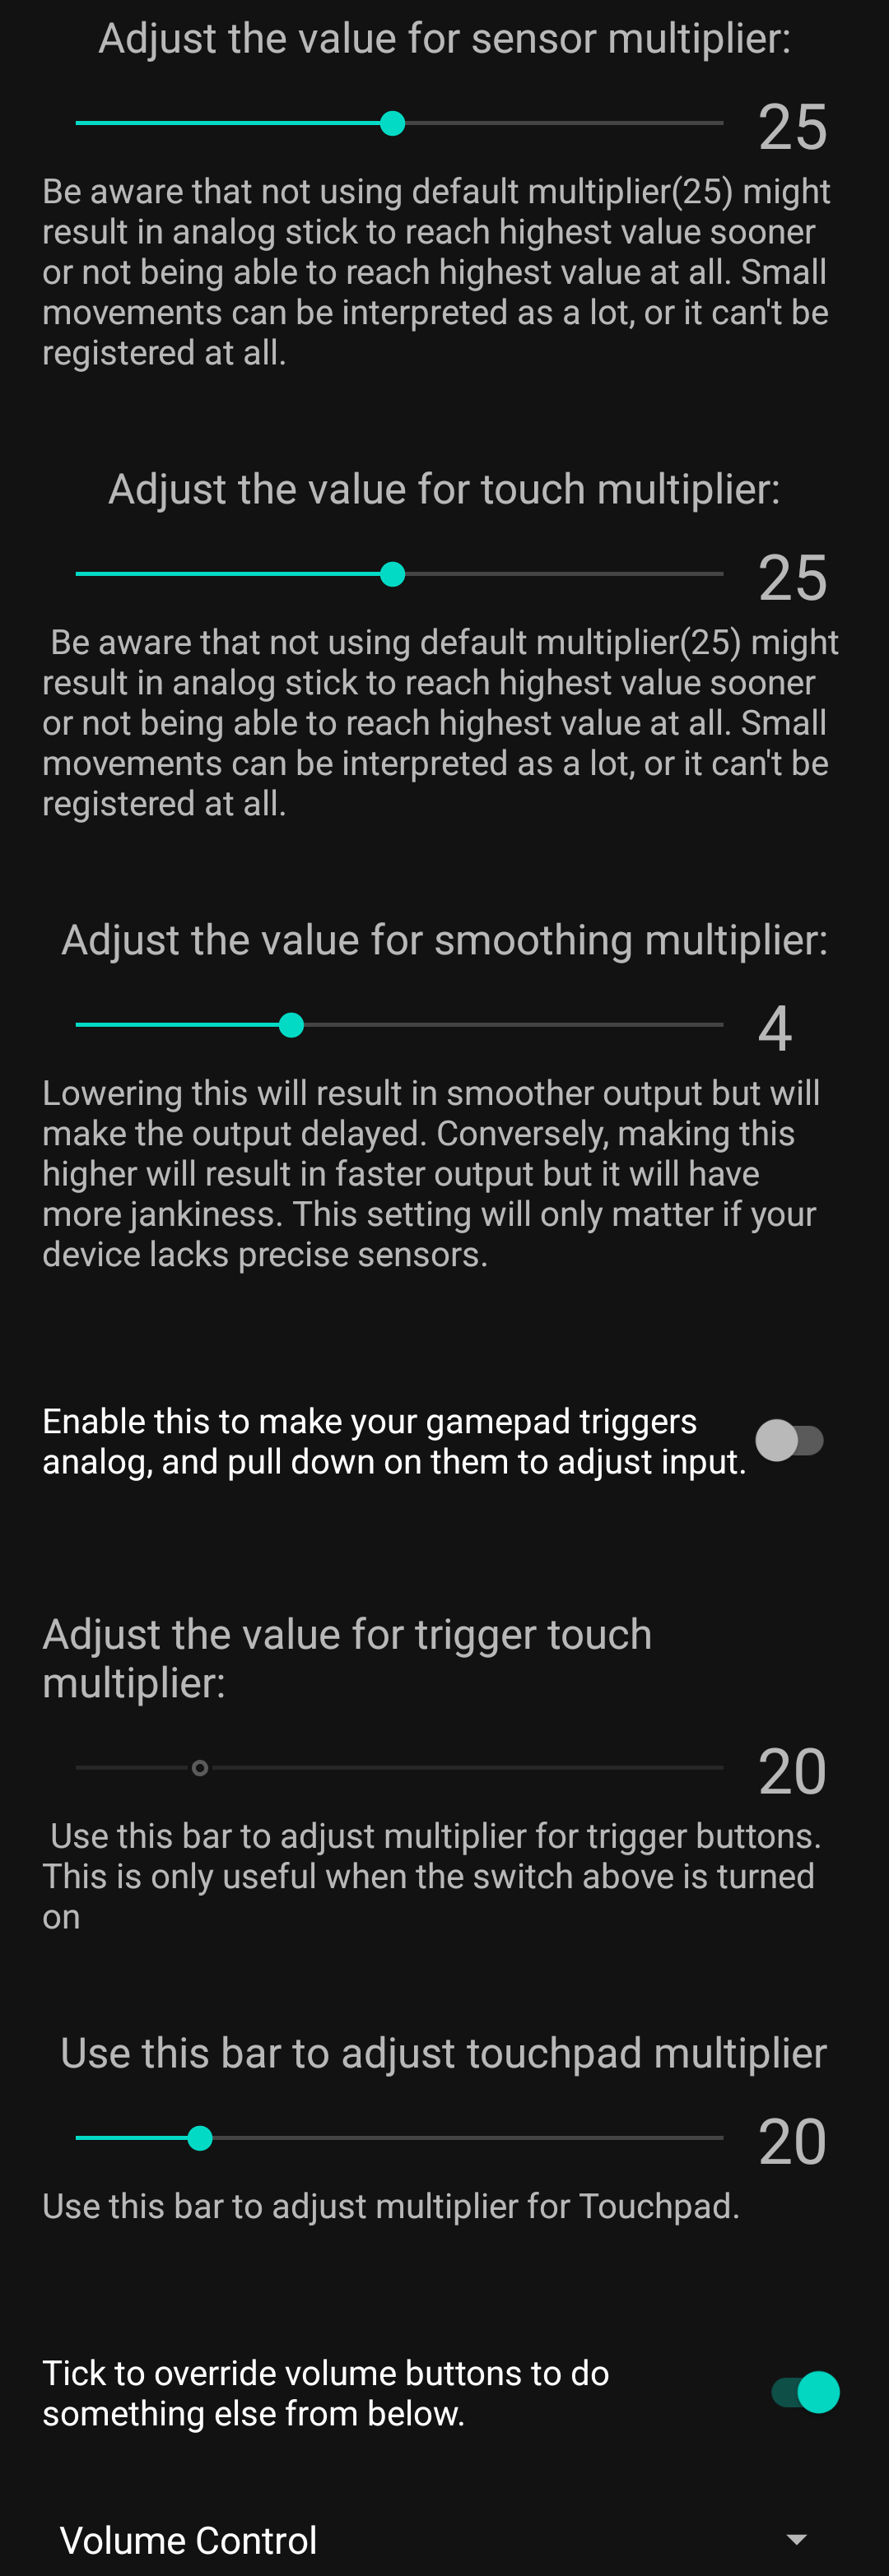 Adjust the value for sensor multiplier:
25
Be aware that not using default multiplier(25) might
result in analog stick to reach highest value sooner
or not being able to reach highest value at all. Small
movements can be interpreted as a lot, or it can't be
registered at all.
Adjust the value for touch multiplier:
25
Be aware that not using default multiplier(25) might
result in analog stick to reach highest value sooner
or not being able to reach highest value at all. Small
movements can be interpreted as a lot, or it can't be
registered at all.
Adjust the value for smoothing multiplier:
4
Lowering this will result in smoother output but will
make the output delayed. Conversely, making this
higher will result in faster output but it will have
more jankiness. This setting will only matter if your
device lacks precise sensors.
Enable this to make your gamepad triggers
analog, and pull down on them to adjust input.
Adjust the value for trigger touch
multiplier:
20
Use this bar to adjust multiplier for trigger buttons.
This is only useful when the switch above is turned
on
Use this bar to adjust touchpad multiplier
20
Use this bar to adjust multiplier for Touchpad.
Tick to override volume buttons to do
something else from below.
Volume Control